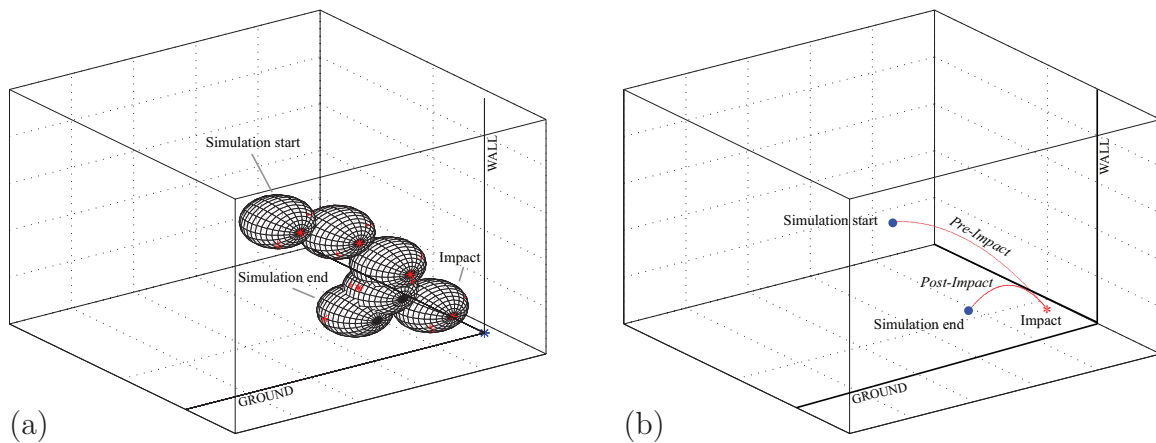 Simulation start
WALL
Simulation end
Impact
GROUND
(a)
WALL
Simulation start
Pre-Impact
Post-Impact
Simulation end
Impact
GROUND
(b)